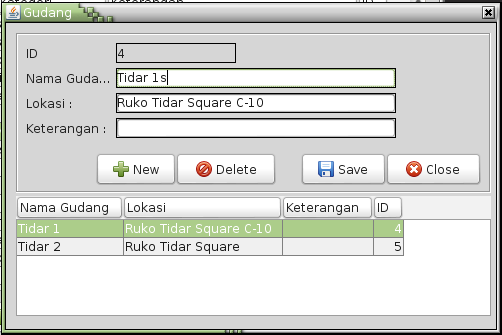 Gudang
ID 4
Nama Guda... Tidar 1s
Lokasi : Ruko Tidar Square C-10
Keterangan :
New Delete Save Close
Nama Gudang Lokasi Keterangan ID
Tidar 1 Ruko Tidar Square C-10 4
Tidar 2 Ruko Tidar Square 5